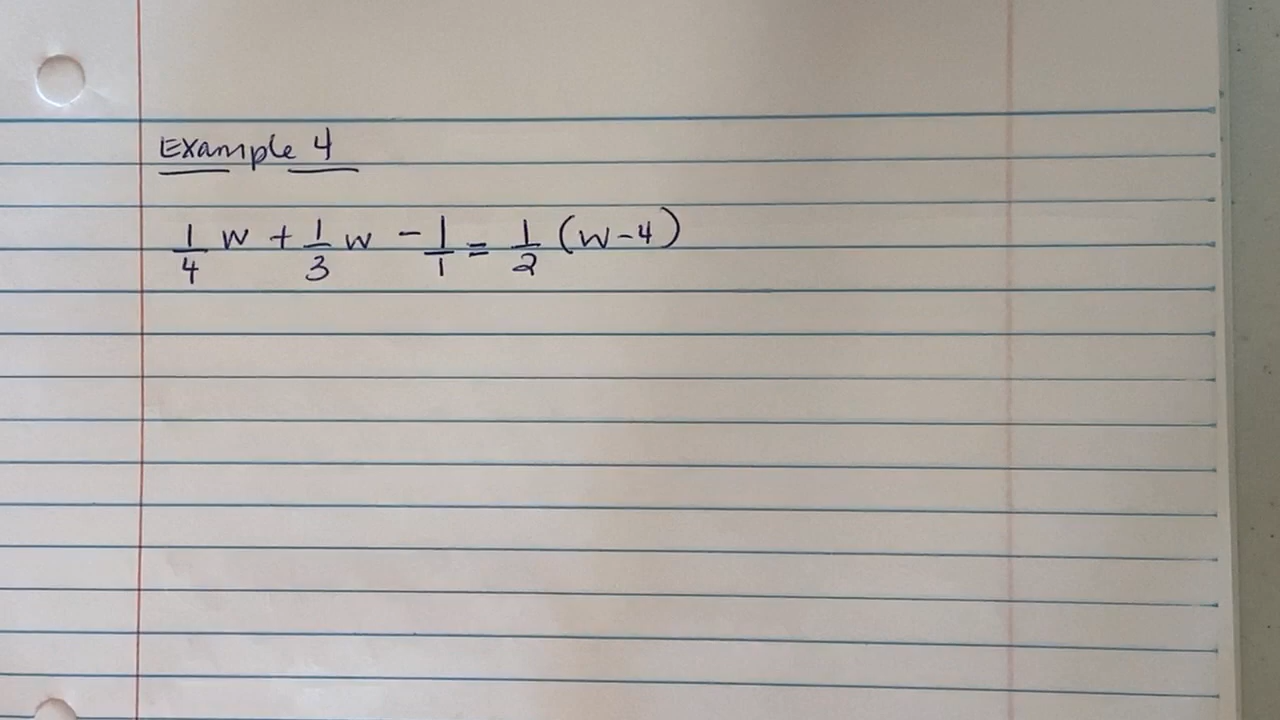 Example 4
1/4 w + 1/3 w - 1/1 = 1/2 (w-4)